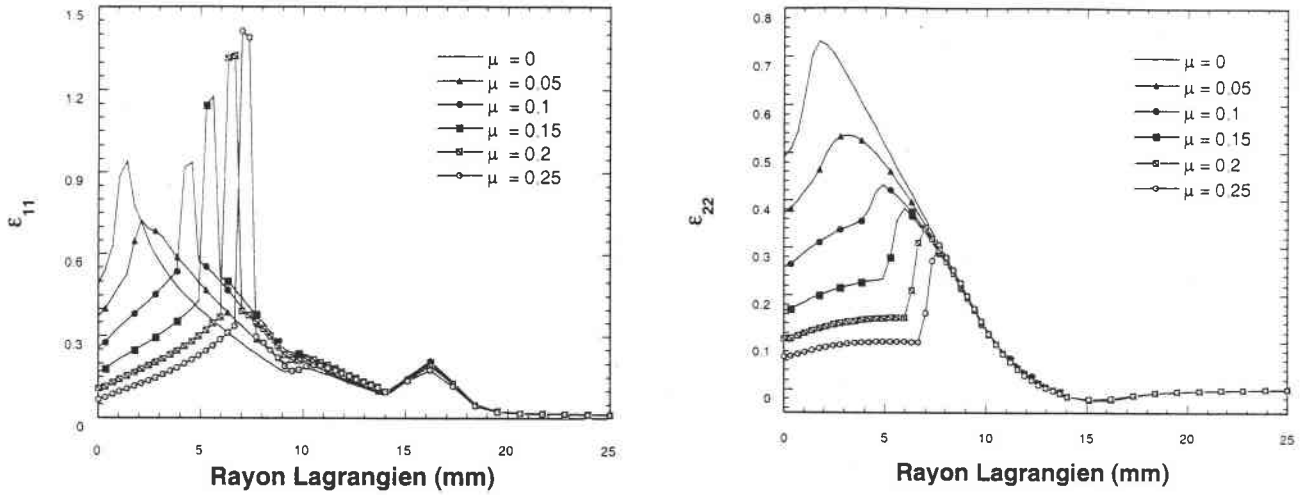 1.5
1.2
0.9
0.6
0.3
0
ε11
μ = 0
μ = 0.05
μ = 0.1
μ = 0.15
μ = 0.2
μ = 0.25
0 5 10 15 20 25
Rayon Lagrangien (mm)
0.8
0.7
0.6
0.5
0.4
0.3
0.2
0.1
0
ε22
μ = 0
μ = 0.05
μ = 0.1
μ = 0.15
μ = 0.2
μ = 0.25
0 5 10 15 20 25
Rayon Lagrangien (mm)